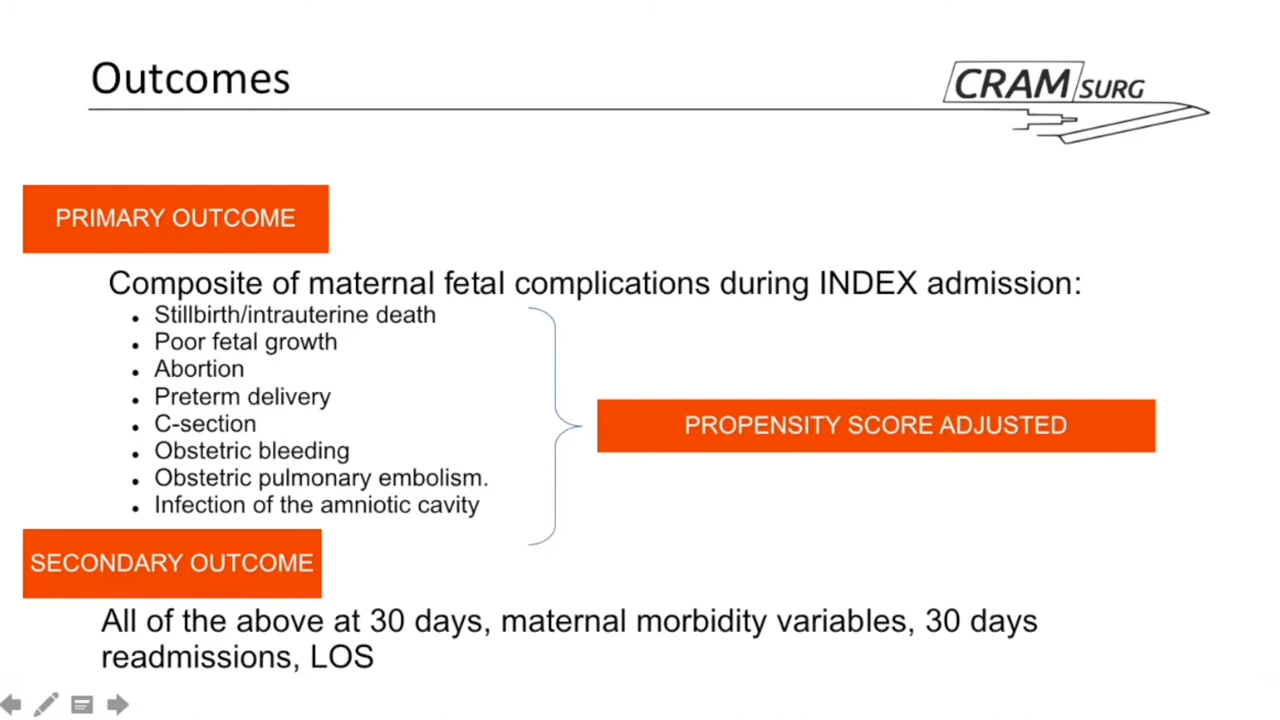 Outcomes
CRAM SURG
PRIMARY OUTCOME
Composite of maternal fetal complications during INDEX admission:
• Stillbirth/intrauterine death
• Poor fetal growth
• Abortion
• Preterm delivery
• C-section
• Obstetric bleeding
• Obstetric pulmonary embolism.
• Infection of the amniotic cavity
PROPENSITY SCORE ADJUSTED
SECONDARY OUTCOME
All of the above at 30 days, maternal morbidity variables, 30 days
readmissions, LOS